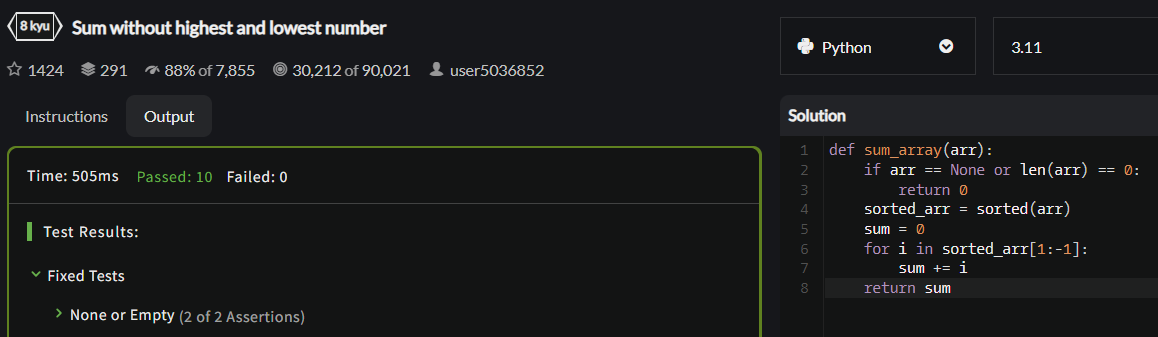 8 kyu Sum without highest and lowest number
1424 291 88% of 7,855 30,212 of 90,021 user5036852
Python 3.11
Instructions Output
Time: 505ms Passed: 10 Failed: 0
Test Results:
Fixed Tests
None or Empty (2 of 2 Assertions)
Solution
1 def sum_array(arr):
2     if arr == None or len(arr) == 0:
3         return 0
4     sorted_arr = sorted(arr)
5     sum = 0
6     for i in sorted_arr[1:-1]:
7         sum += i
8     return sum